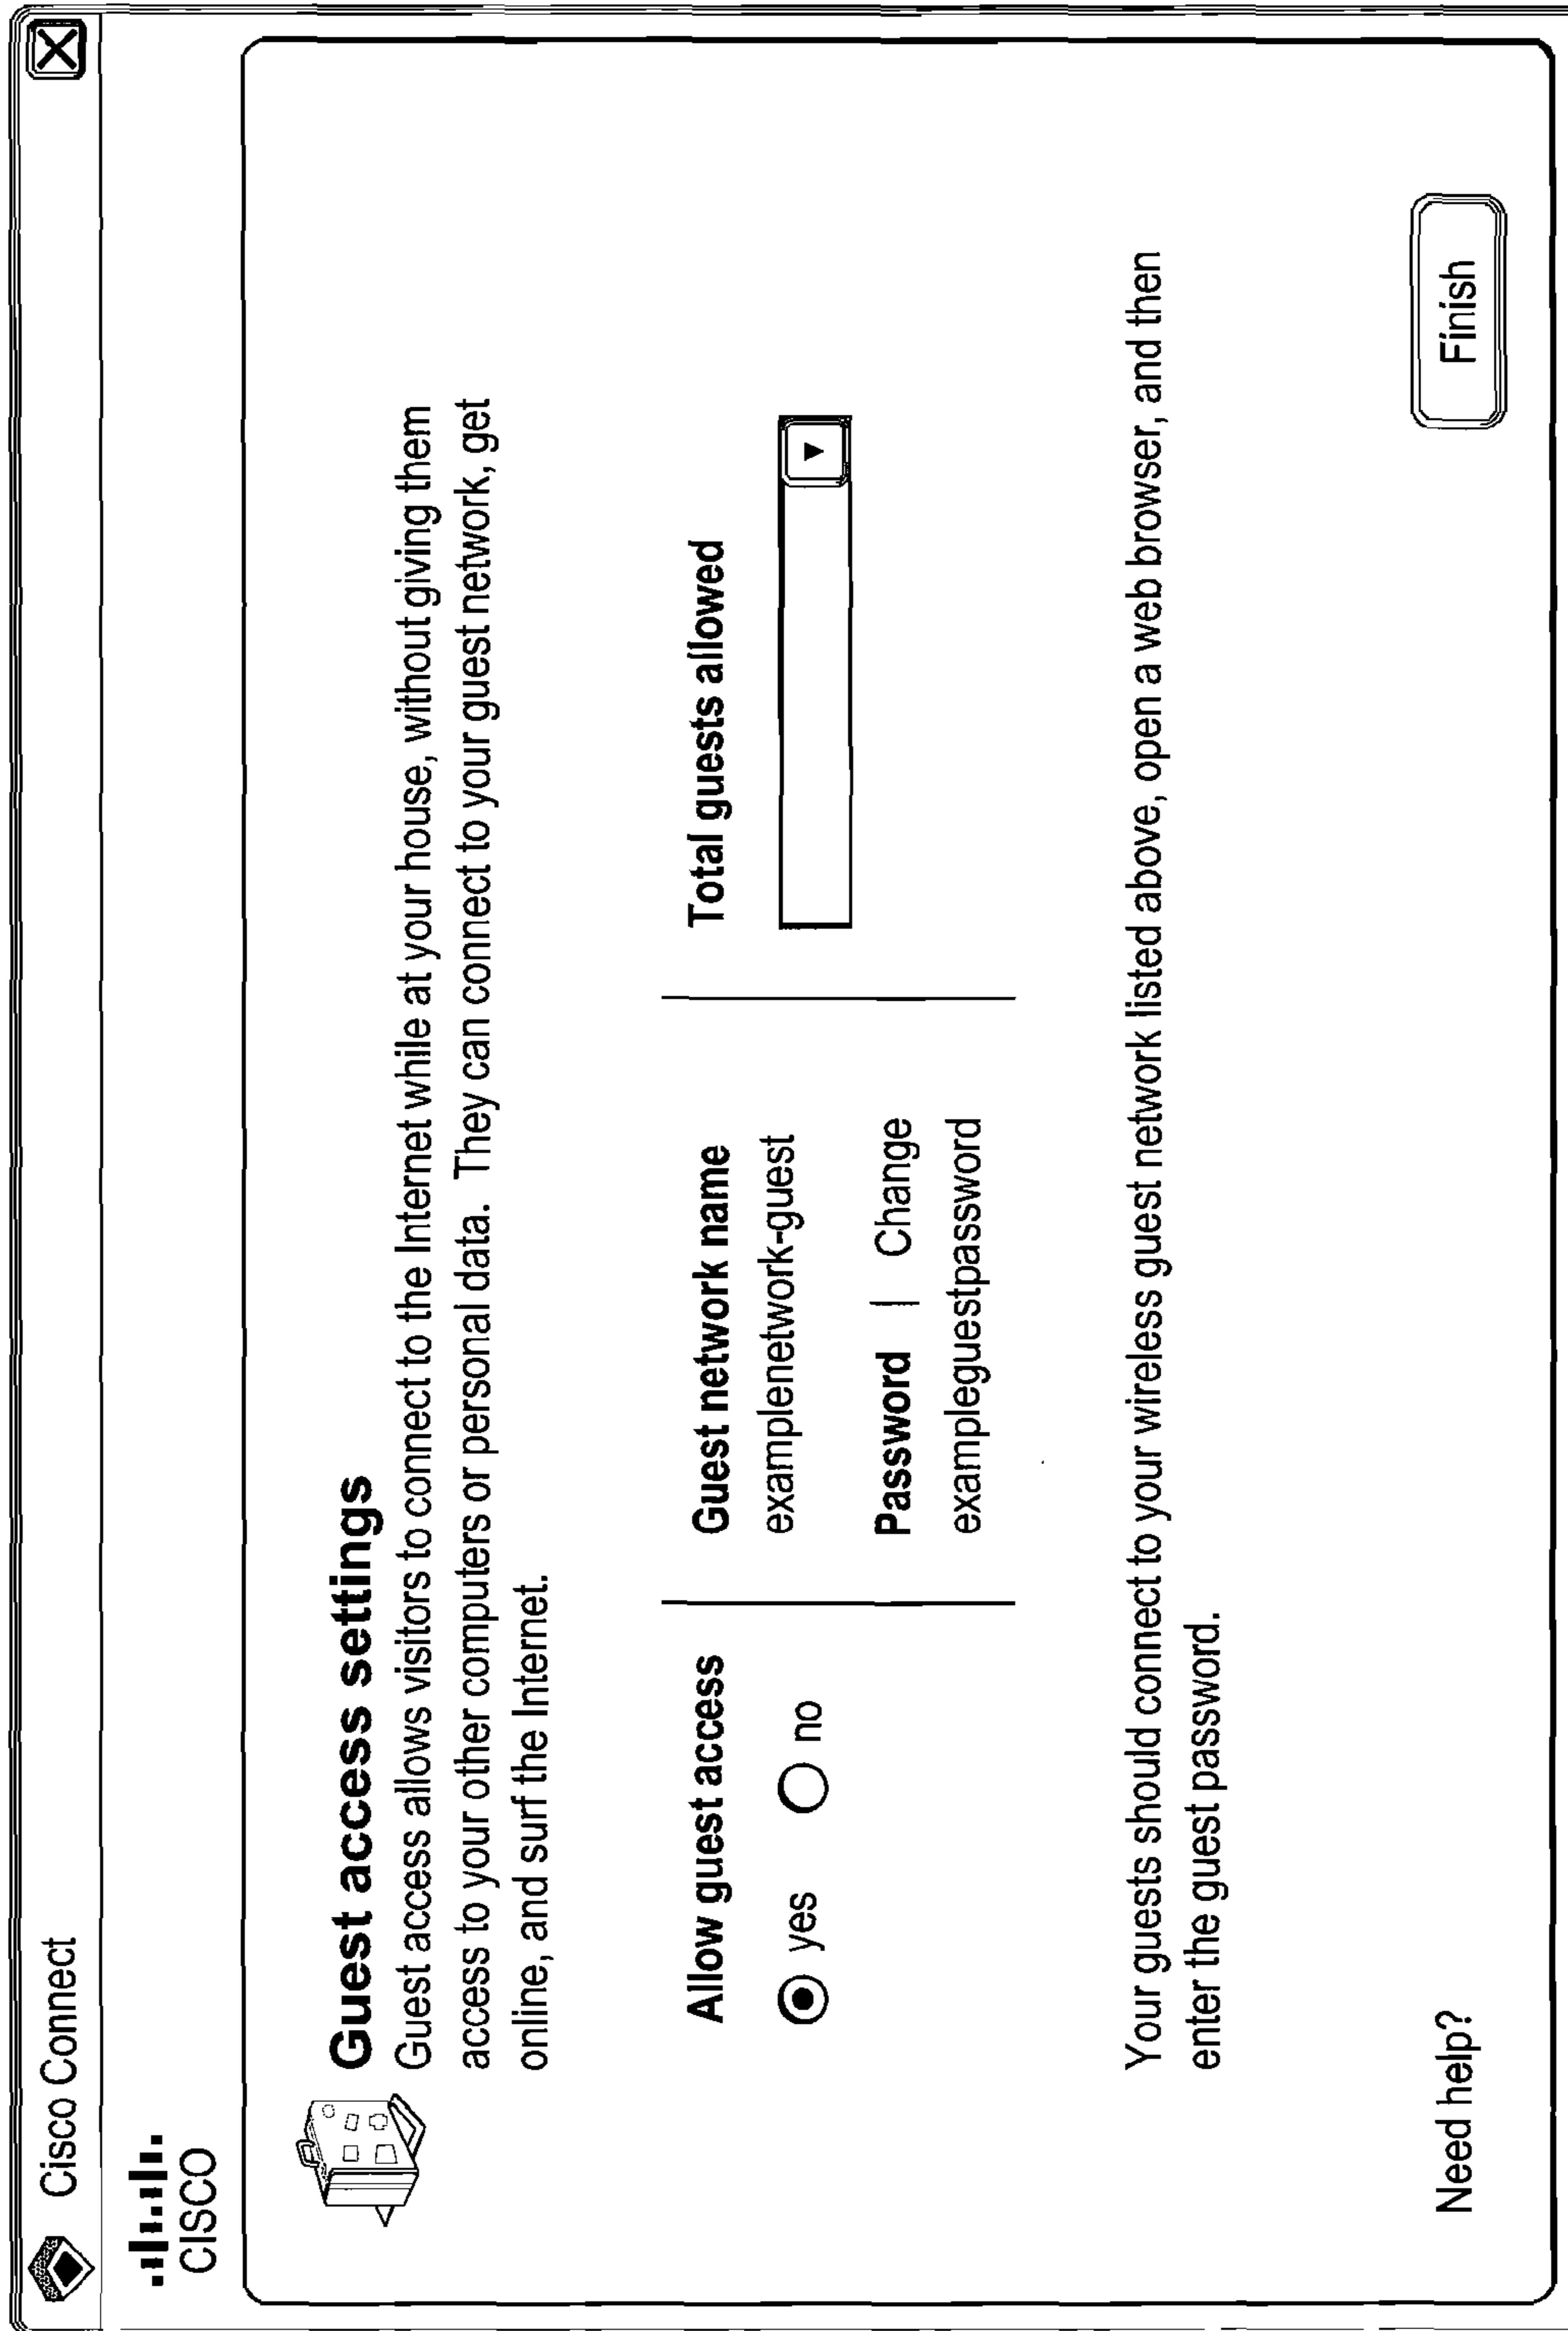 Cisco Connect
CISCO
Guest access settings
Guest access allows visitors to connect to the Internet while at your house, without giving them
access to your other computers or personal data. They can connect to your guest network, get
online, and surf the Internet.
Allow guest access
yes
no
Guest network name
examplenetwork-guest
Password | Change
exampleguestpassword
Total guests allowed
Your guests should connect to your wireless guest network listed above, open a web browser, and then
enter the guest password.
Need help?
Finish